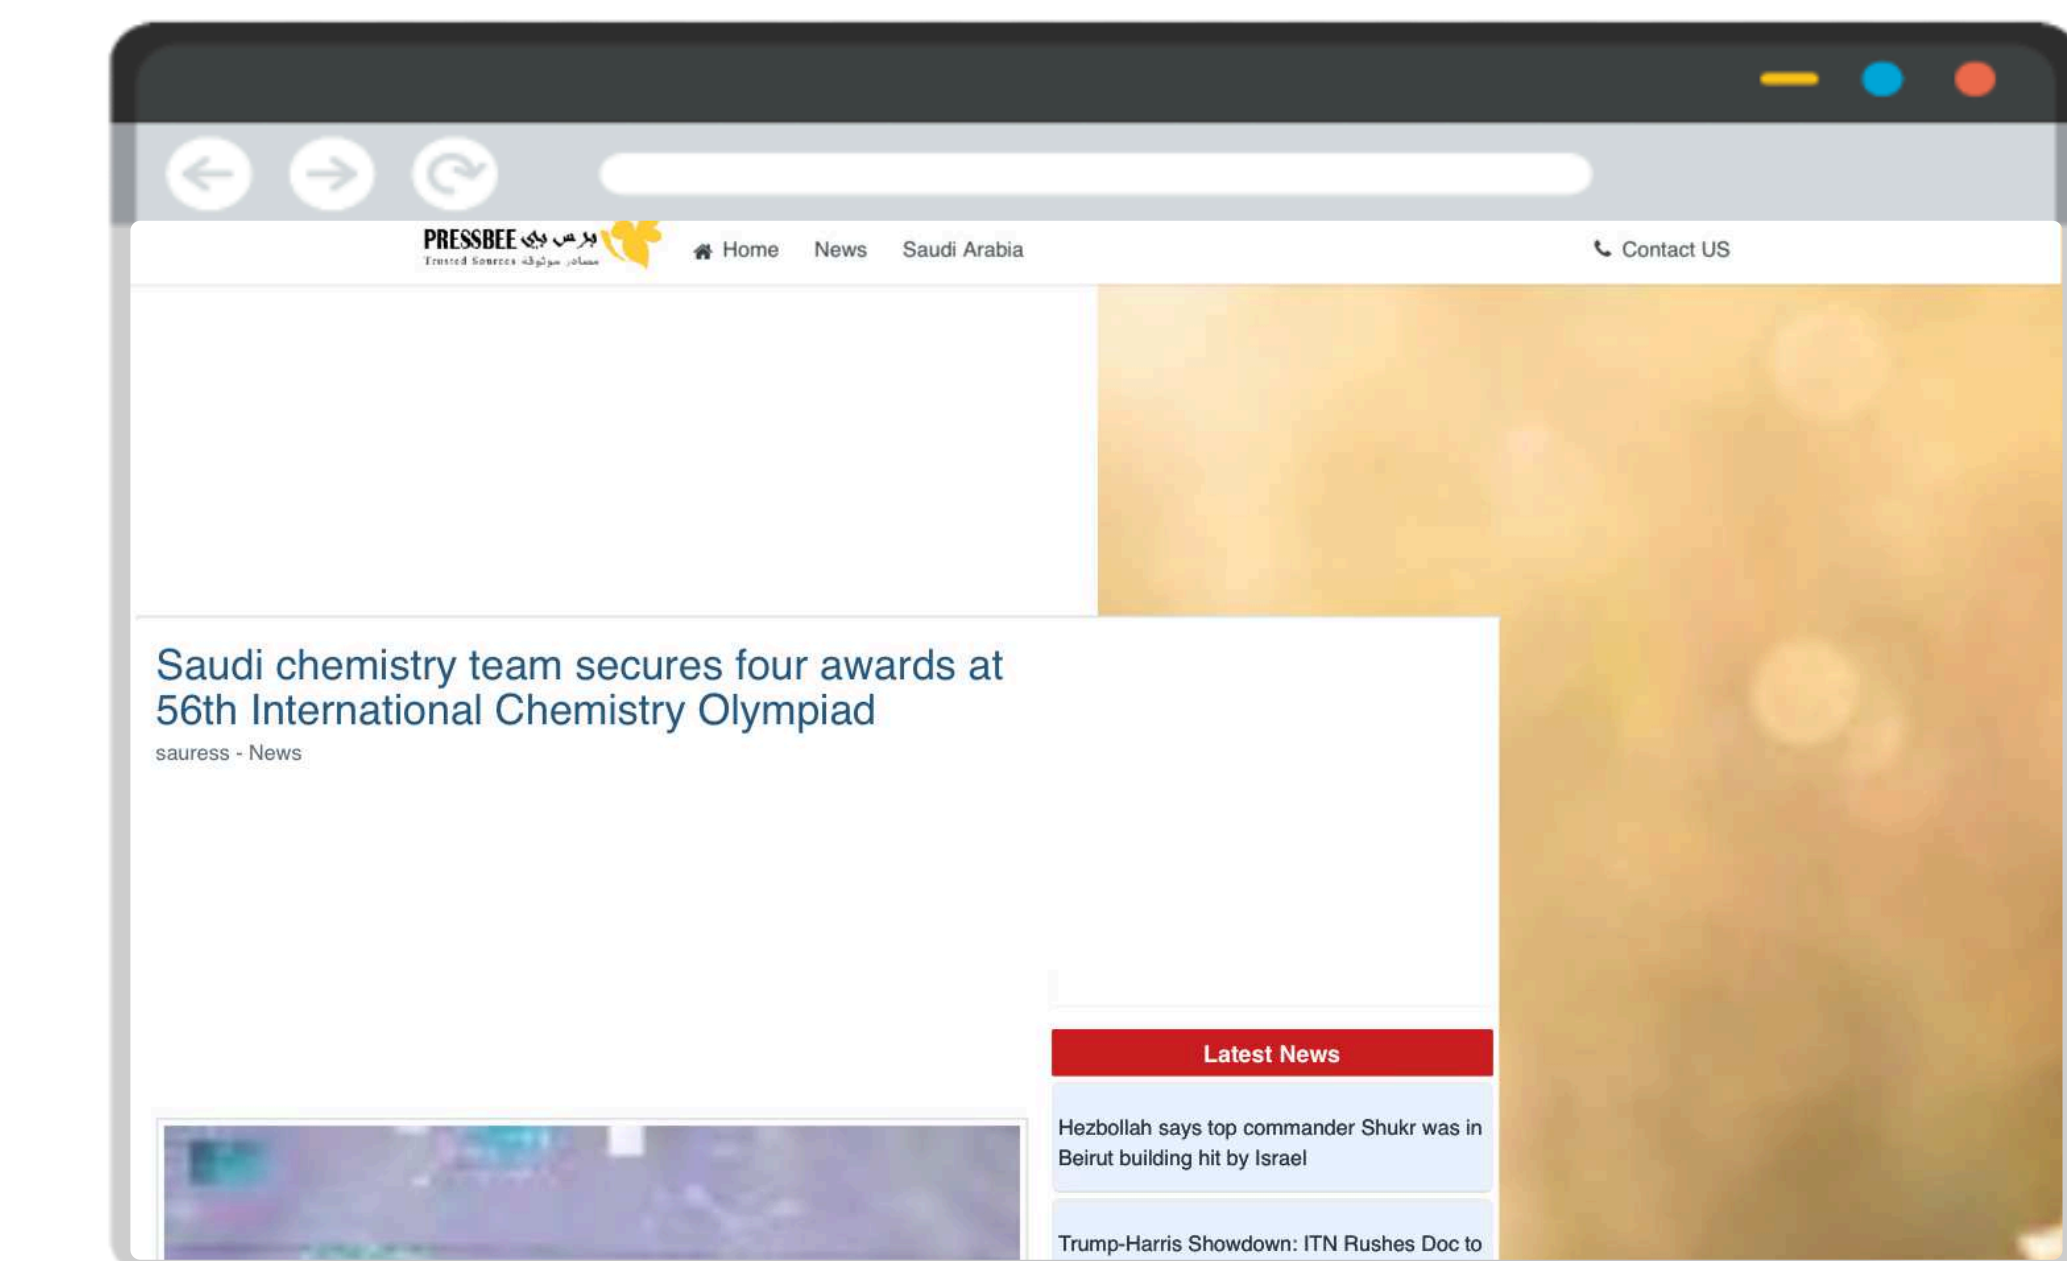 PRESSBEE برس بي
Trusted Sources مصادر موثوقة
Home News Saudi Arabia Contact US
Saudi chemistry team secures four awards at
56th International Chemistry Olympiad
sauress - News
Latest News
Hezbollah says top commander Shukr was in
Beirut building hit by Israel
Trump-Harris Showdown: ITN Rushes Doc to